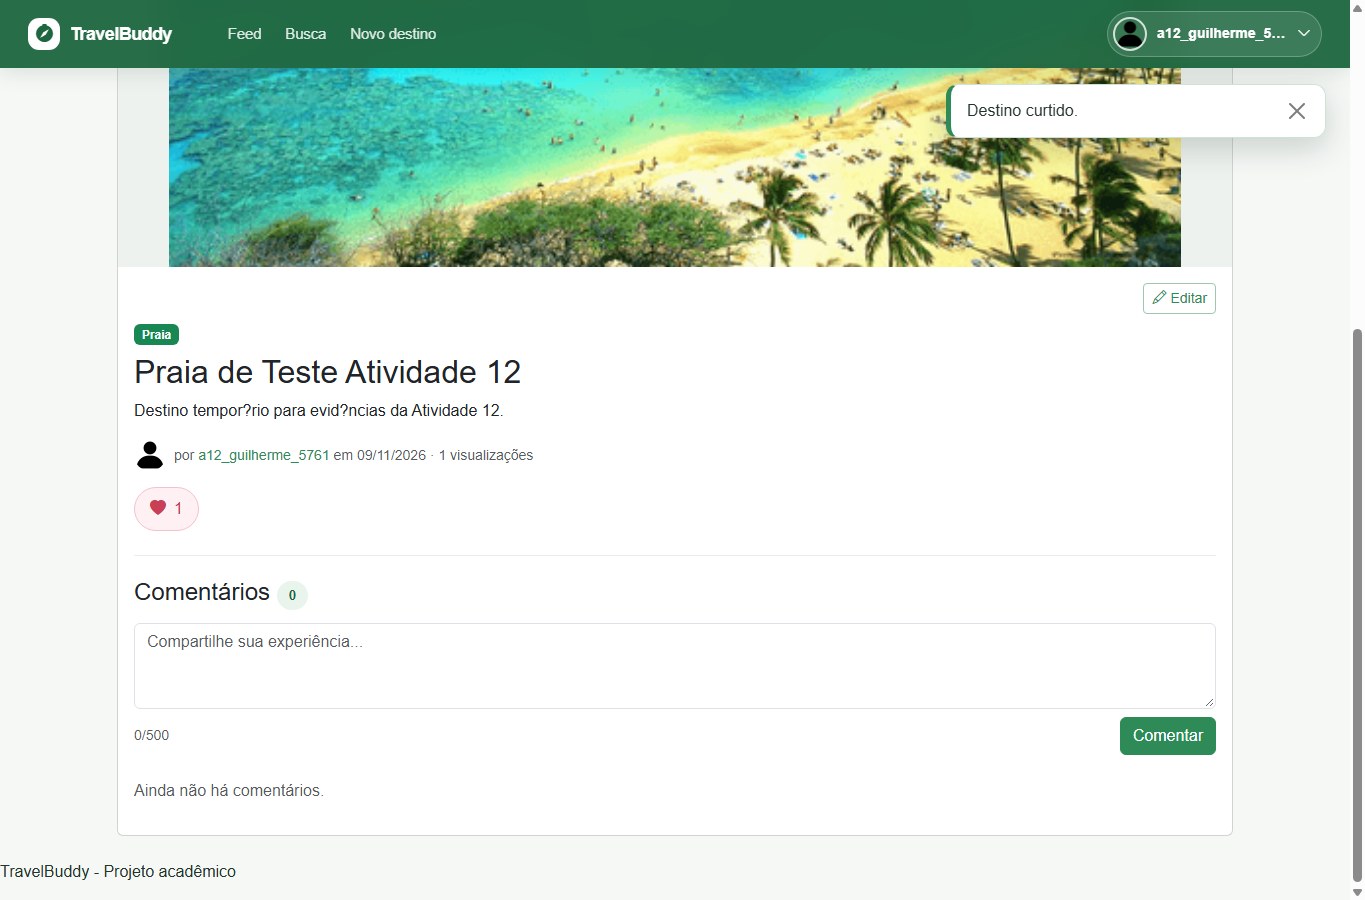 TravelBuddy
Feed
Busca
Novo destino
a12_guilherme_5...
Destino curtido.
Editar
Praia
Praia de Teste Atividade 12
Destino tempor?rio para evid?ncias da Atividade 12.
por a12_guilherme_5761 em 09/11/2026 · 1 visualizações
1
Comentários 0
Compartilhe sua experiência...
0/500
Comentar
Ainda não há comentários.
TravelBuddy - Projeto acadêmico